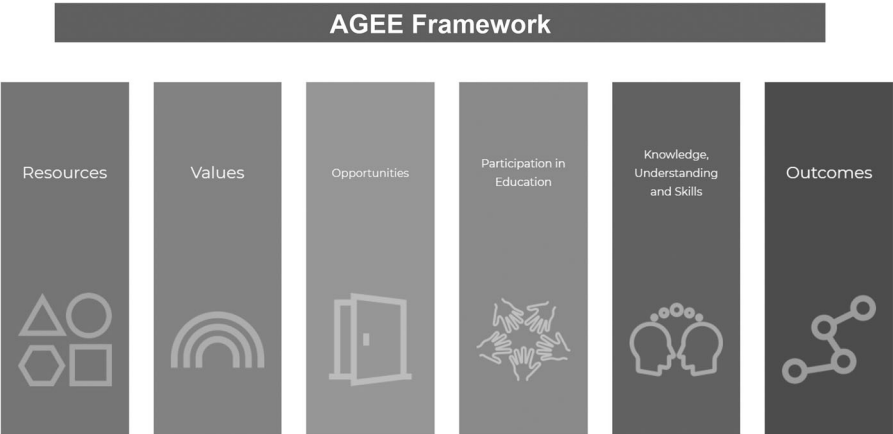 AGEE Framework
Resources
Values
Opportunities
Participation in
Education
Knowledge,
Understanding
and Skills
Outcomes